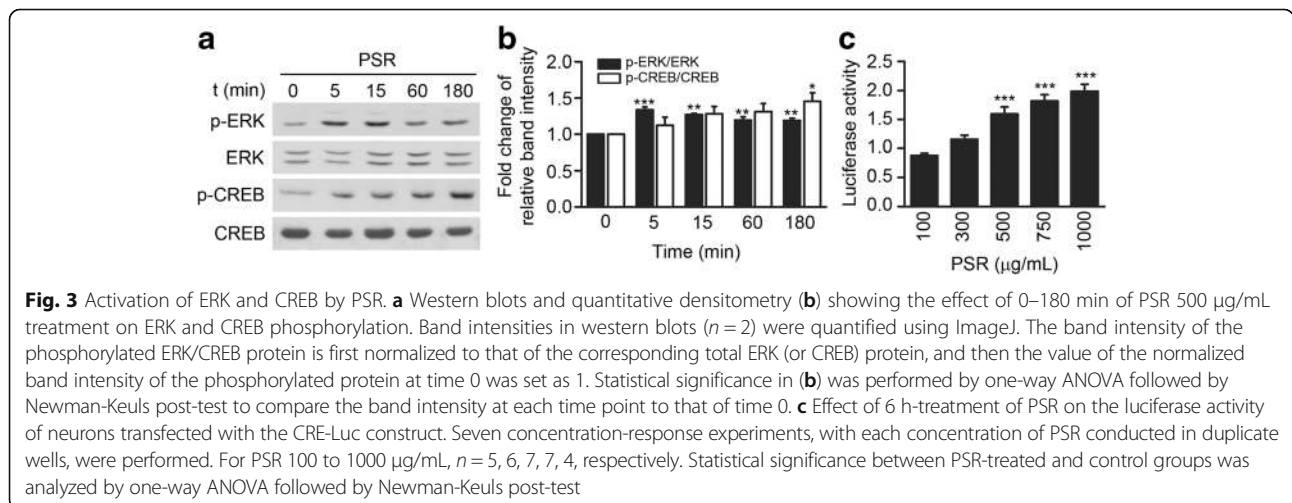 a
PSR
t (min) 0 5 15 60 180
p-ERK
ERK
p-CREB
CREB
b
p-ERK/ERK
p-CREB/CREB
Fold change of
relative band intensity
2.0
1.5
1.0
0.5
0.0
*** ** ** ** *
0 5 15 60 180
Time (min)
c
Luciferase activity
2.5
2.0
1.5
1.0
0.5
0.0
*** *** ***
100 300 500 750 1000
PSR (μg/mL)
Fig. 3 Activation of ERK and CREB by PSR. a Western blots and quantitative densitometry (b) showing the effect of 0–180 min of PSR 500 μg/mL
treatment on ERK and CREB phosphorylation. Band intensities in western blots (n = 2) were quantified using ImageJ. The band intensity of the
phosphorylated ERK/CREB protein is first normalized to that of the corresponding total ERK (or CREB) protein, and then the value of the normalized
band intensity of the phosphorylated protein at time 0 was set as 1. Statistical significance in (b) was performed by one-way ANOVA followed by
Newman-Keuls post-test to compare the band intensity at each time point to that of time 0. c Effect of 6 h-treatment of PSR on the luciferase activity
of neurons transfected with the CRE-Luc construct. Seven concentration-response experiments, with each concentration of PSR conducted in duplicate
wells, were performed. For PSR 100 to 1000 μg/mL, n = 5, 6, 7, 7, 4, respectively. Statistical significance between PSR-treated and control groups was
analyzed by one-way ANOVA followed by Newman-Keuls post-test